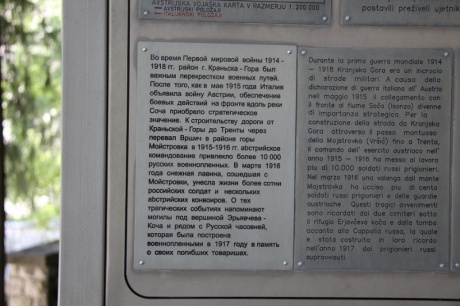 AVSTRIJSKA VOJAŠKA KARTA V RAZMERJU 1: 200.000
AVSTRIJSKI POLOŽAJI
ITALIJANSKI POLOŽAJI
postavili preživeli ujetni
Во время Первой мировой войны 1914 -
1918 гг. район г. Краньска-Гора был
важным перекрестком военных путей.
После того, как в мае 1915 года Италия
объявила войну Австрии, обеспечение
боевых действий на фронте вдоль реки
Соча приобрело стратегическое
значение. К строительству дороги от
Краньской-Горы до Тренты через
перевал Вршич в районе горы
Мойстровка в 1915-1916 гг. австрийское
командование привлекло более 10 000
русских военнопленных. В марте 1916
года снежная лавина, сошедшая с
Мойстровки, унесла жизни более сотни
российских солдат и нескольких
австрийских конвоиров. О тех
трагических событиях напоминают
могилы под вершиной Эрьявчева-
Коча и рядом с Русской часовней,
которая была построена
военнопленными в 1917 году в память
о своих погибших товарищах.
Durante la prima guerra mondiale 1914
- 1918 Kranjska Gora era un incrocio
di strade militari. A causa della
dichiarazione di guerra italiana all' Austria
nel maggio 1915 il collegamento con
il fronte al fiume Soča (Isonzo) divenne
di importanza strategica. Per la
construzione della strada da Kranjska
Gora attraverso il passo montuoso
della Mojstrovka (Vršič) fino a Trenta,
il comando dell' esercito austriaco nell'
anno 1915 - 1916 ha messo al lavoro
piu di 10.000 soldati russi prigionieri.
Nel marzo 1916 una valanga dal monte
Mojstrovka ha ucciso piu di cento
soldati russi prigionieri e delle guardie
austriache. Questi tragici avvenimenti
sono ricordati dai due cimiteri sotto
il rifugio Erjavčeva koča e dalla tomba
accanto alla Cappella russa, la quale
e stata costruita in loro ricordo
nell'anno 1917 dai prigionieri russi
soprawissuti.